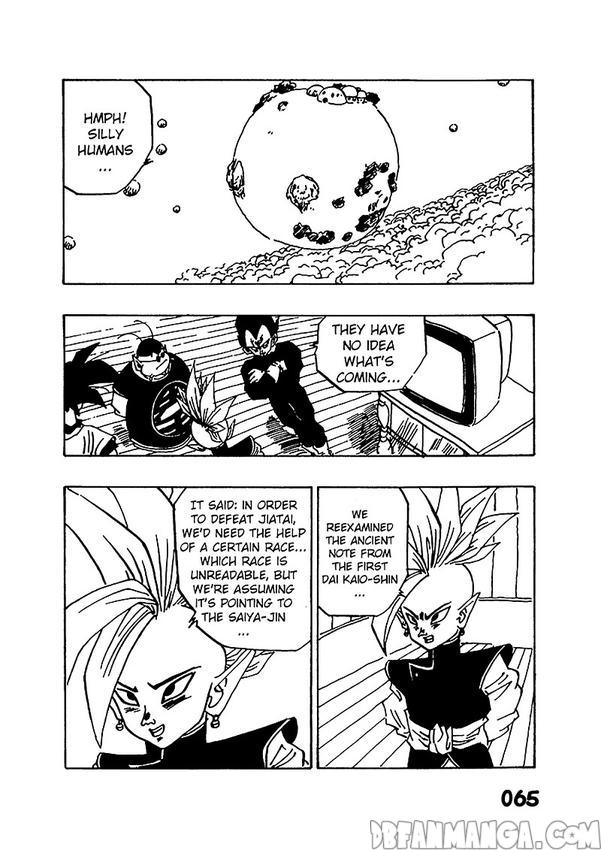 HMPH!
SILLY
HUMANS
...
THEY HAVE
NO IDEA
WHAT'S
COMING...
WE
REEXAMINED
THE ANCIENT
NOTE FROM
THE FIRST
DAI KAIO-SHIN
...
IT SAID: IN ORDER
TO DEFEAT JIATAI,
WE'D NEED THE HELP
OF A CERTAIN RACE...
WHICH RACE IS
UNREADABLE, BUT
WE'RE ASSUMING
IT'S POINTING TO
THE SAIYA-JIN
...
065
DBFANMANGA.COM